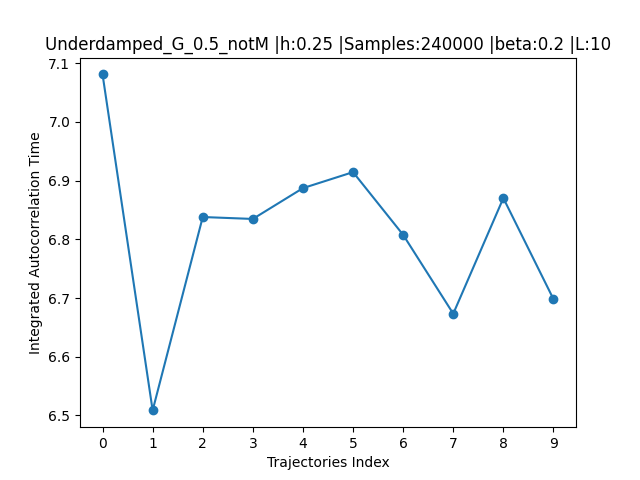 Underdamped_G_0.5_notM |h:0.25 |Samples:240000 |beta:0.2 |L:10
7.1
7.0
6.9
6.8
6.7
6.6
6.5
Integrated Autocorrelation Time
0 1 2 3 4 5 6 7 8 9
Trajectories Index